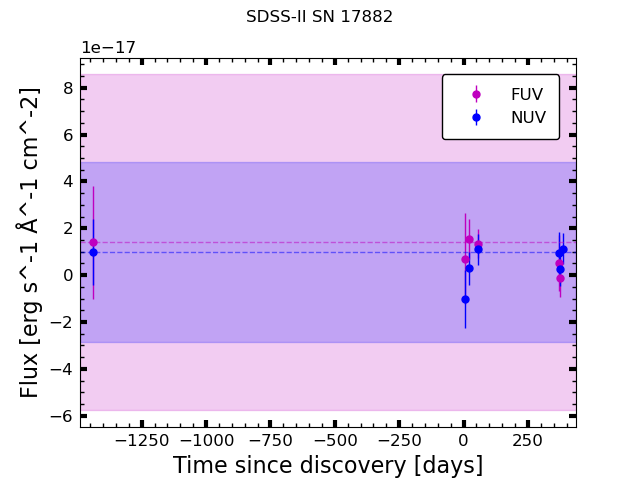 SDSS-II SN 17882
1e−17
FUV
NUV
8
6
4
2
0
−2
−4
−6
Flux [erg s^-1 Å^-1 cm^-2]
−1250 −1000 −750 −500 −250 0 250
Time since discovery [days]